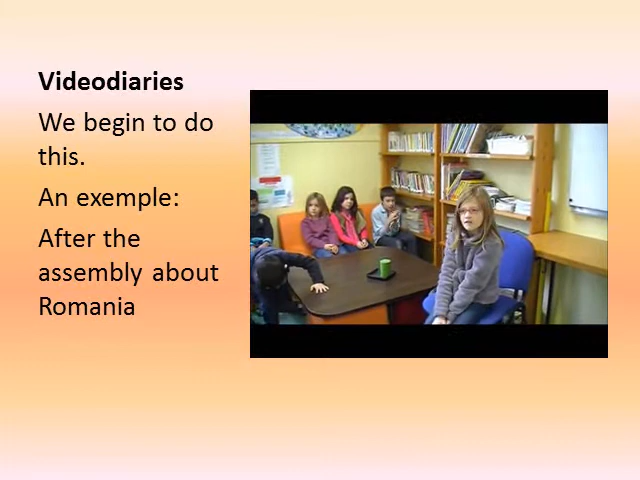 Videodiaries
We begin to do
this.
An exemple:
After the
assembly about
Romania